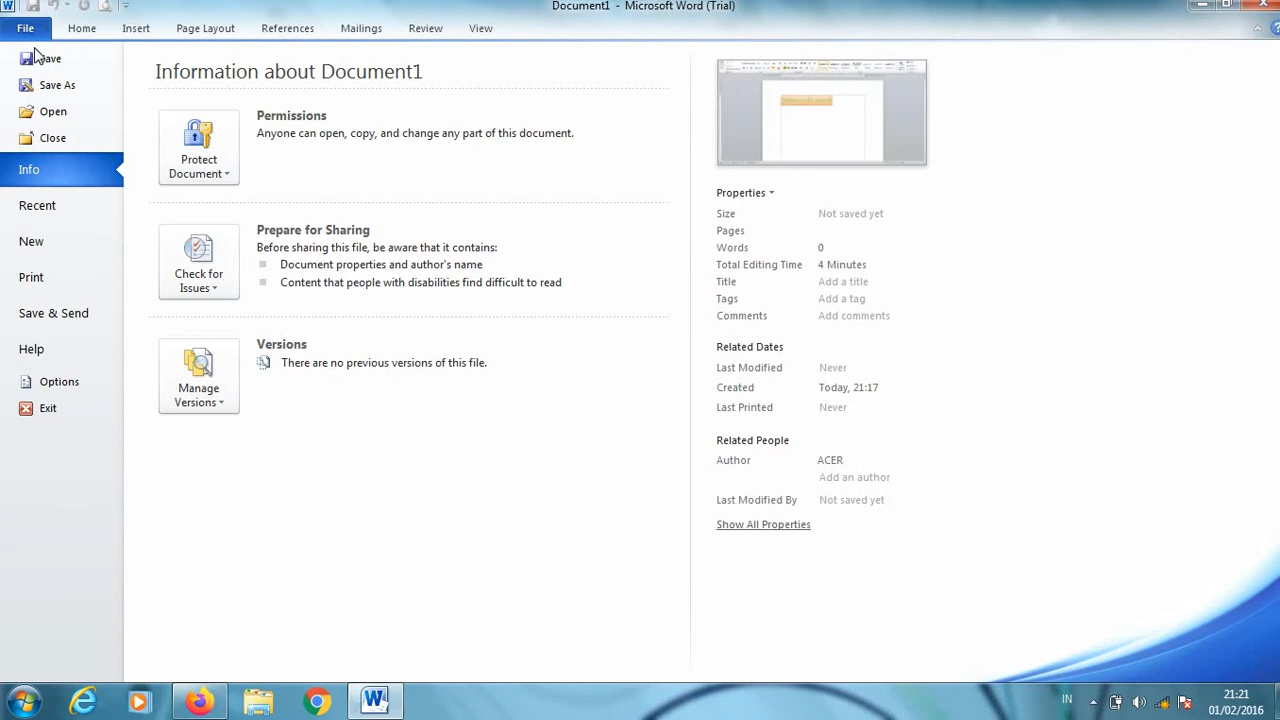 Document1 - Microsoft Word (Trial)
File Home Insert Page Layout References Mailings Review View
Save
Save As
Open
Close
Info
Recent
New
Print
Save & Send
Help
Options
Exit
Information about Document1
Permissions
Anyone can open, copy, and change any part of this document.
Protect
Document
Prepare for Sharing
Before sharing this file, be aware that it contains:
Document properties and author's name
Content that people with disabilities find difficult to read
Check for
Issues
Versions
There are no previous versions of this file.
Manage
Versions
Properties
Size Not saved yet
Pages
Words 0
Total Editing Time 4 Minutes
Title Add a title
Tags Add a tag
Comments Add comments
Related Dates
Last Modified Never
Created Today, 21:17
Last Printed Never
Related People
Author ACER
Add an author
Last Modified By Not saved yet
Show All Properties
IN
21:21
01/02/2016